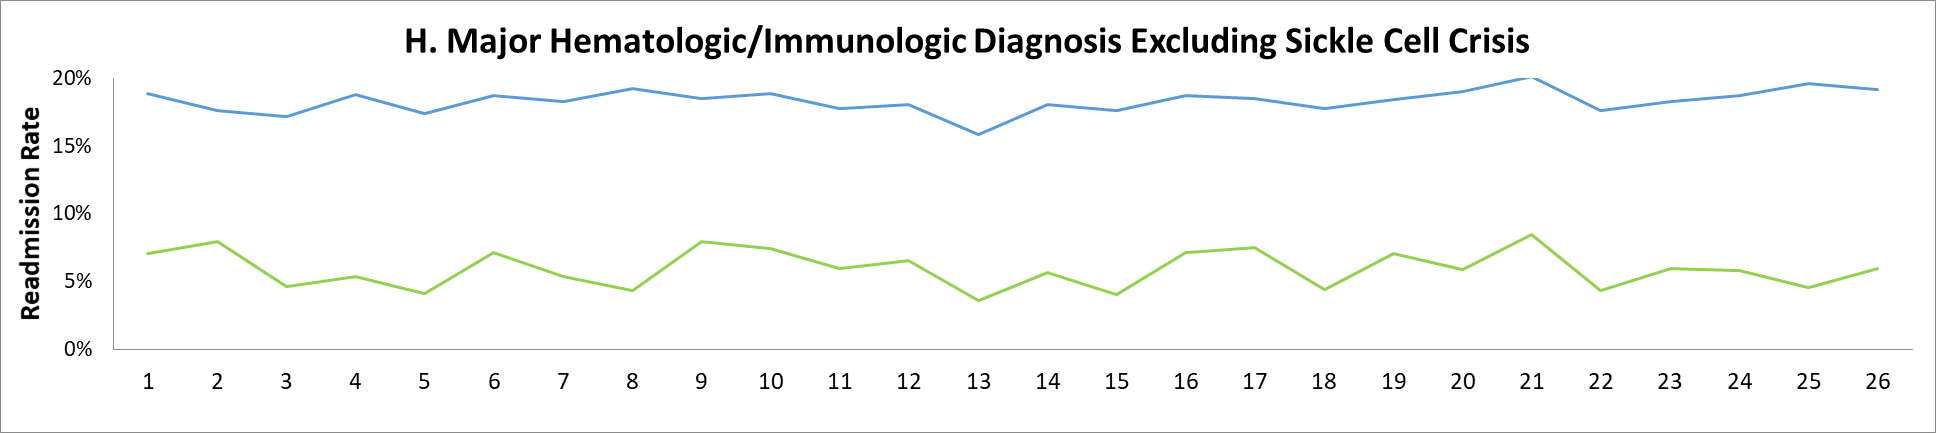 H. Major Hematologic/Immunologic Diagnosis Excluding Sickle Cell Crisis
Readmission Rate
20%
15%
10%
5%
0%
1 2 3 4 5 6 7 8 9 10 11 12 13 14 15 16 17 18 19 20 21 22 23 24 25 26